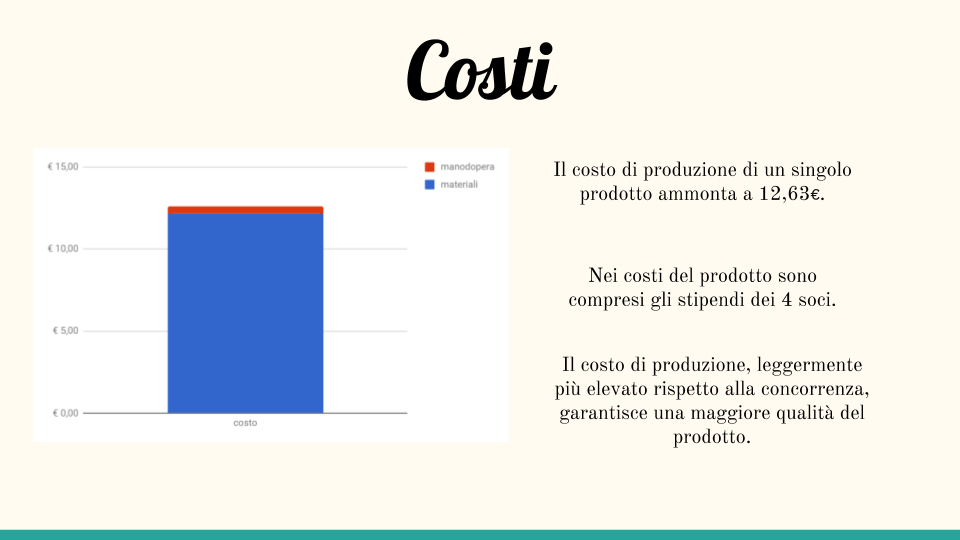 Costi
€ 15,00
€ 10,00
€ 5,00
€ 0,00
costo
manodopera
materiali
Il costo di produzione di un singolo
prodotto ammonta a 12,63€.
Nei costi del prodotto sono
compresi gli stipendi dei 4 soci.
Il costo di produzione, leggermente
più elevato rispetto alla concorrenza,
garantisce una maggiore qualità del
prodotto.